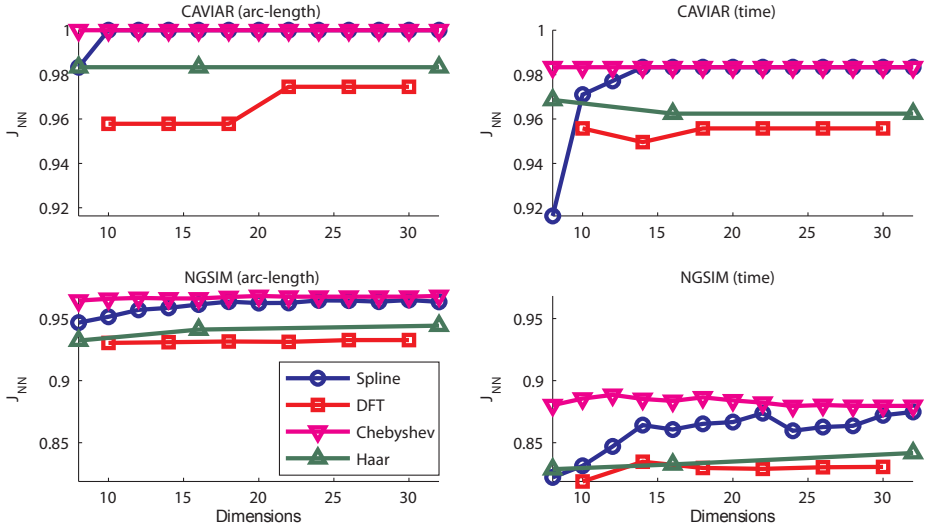 CAVIAR (arc-length)
1
0.98
0.96
0.94
0.92
J_NN
10 15 20 25 30
CAVIAR (time)
1
0.98
0.96
0.94
0.92
J_NN
10 15 20 25 30
NGSIM (arc-length)
0.95
0.9
0.85
J_NN
10 15 20 25 30
Dimensions
Spline
DFT
Chebyshev
Haar
NGSIM (time)
0.95
0.9
0.85
J_NN
10 15 20 25 30
Dimensions